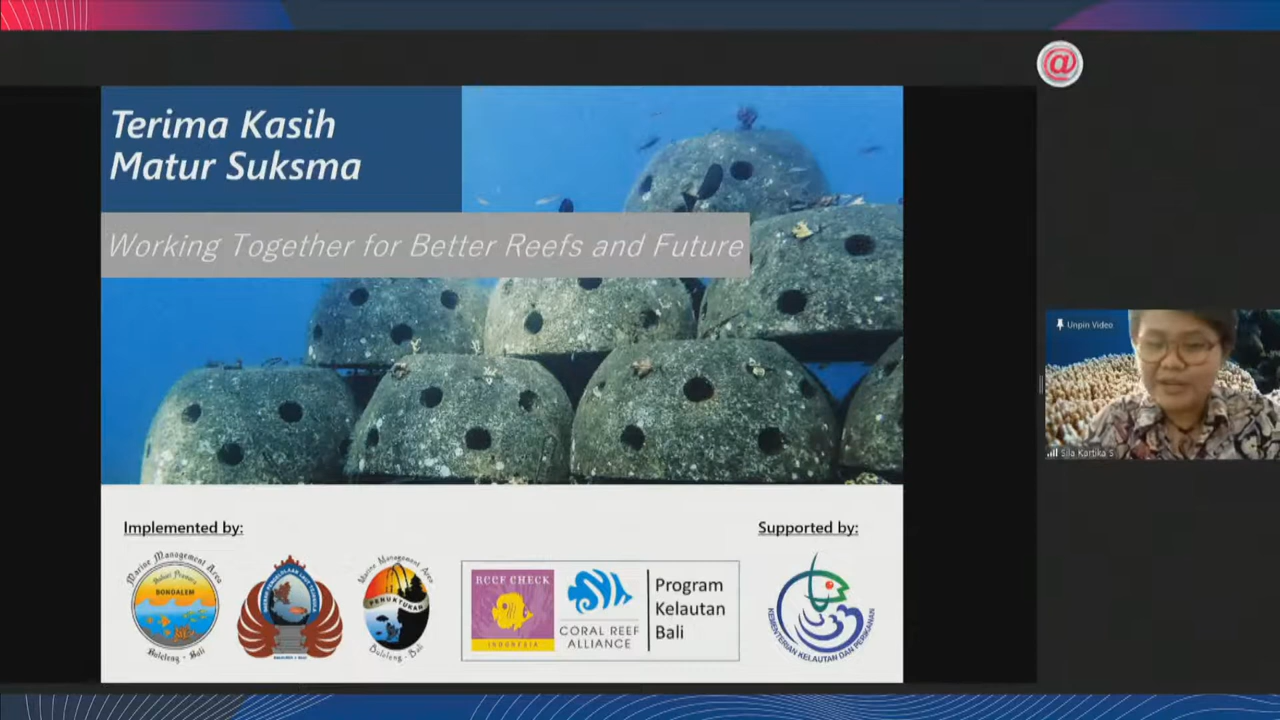 @
Terima Kasih
Matur Suksma
Working Together for Better Reefs and Future
Unpin Video
Sila Kartika S
Implemented by:
Supported by:
Marine Management Area
BONDALEM
Buleleng - Bali
Marine Management Area
PENUKTUKAN
Buleleng - Bali
REEF CHECK
INDONESIA
CORAL REEF
ALLIANCE
Program
Kelautan
Bali
KEMENTERIAN KELAUTAN DAN PERIKANAN